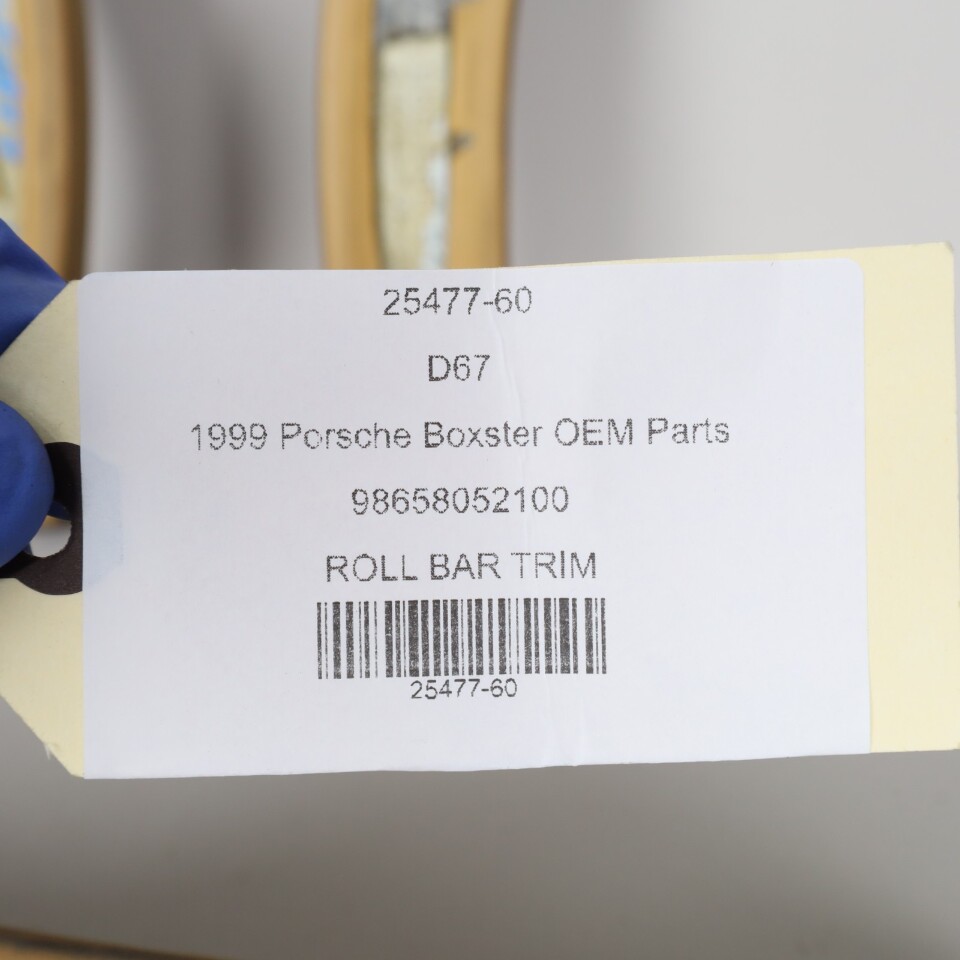 25477-60
D67
1999 Porsche Boxster OEM Parts
98658052100
ROLL BAR TRIM
25477-60